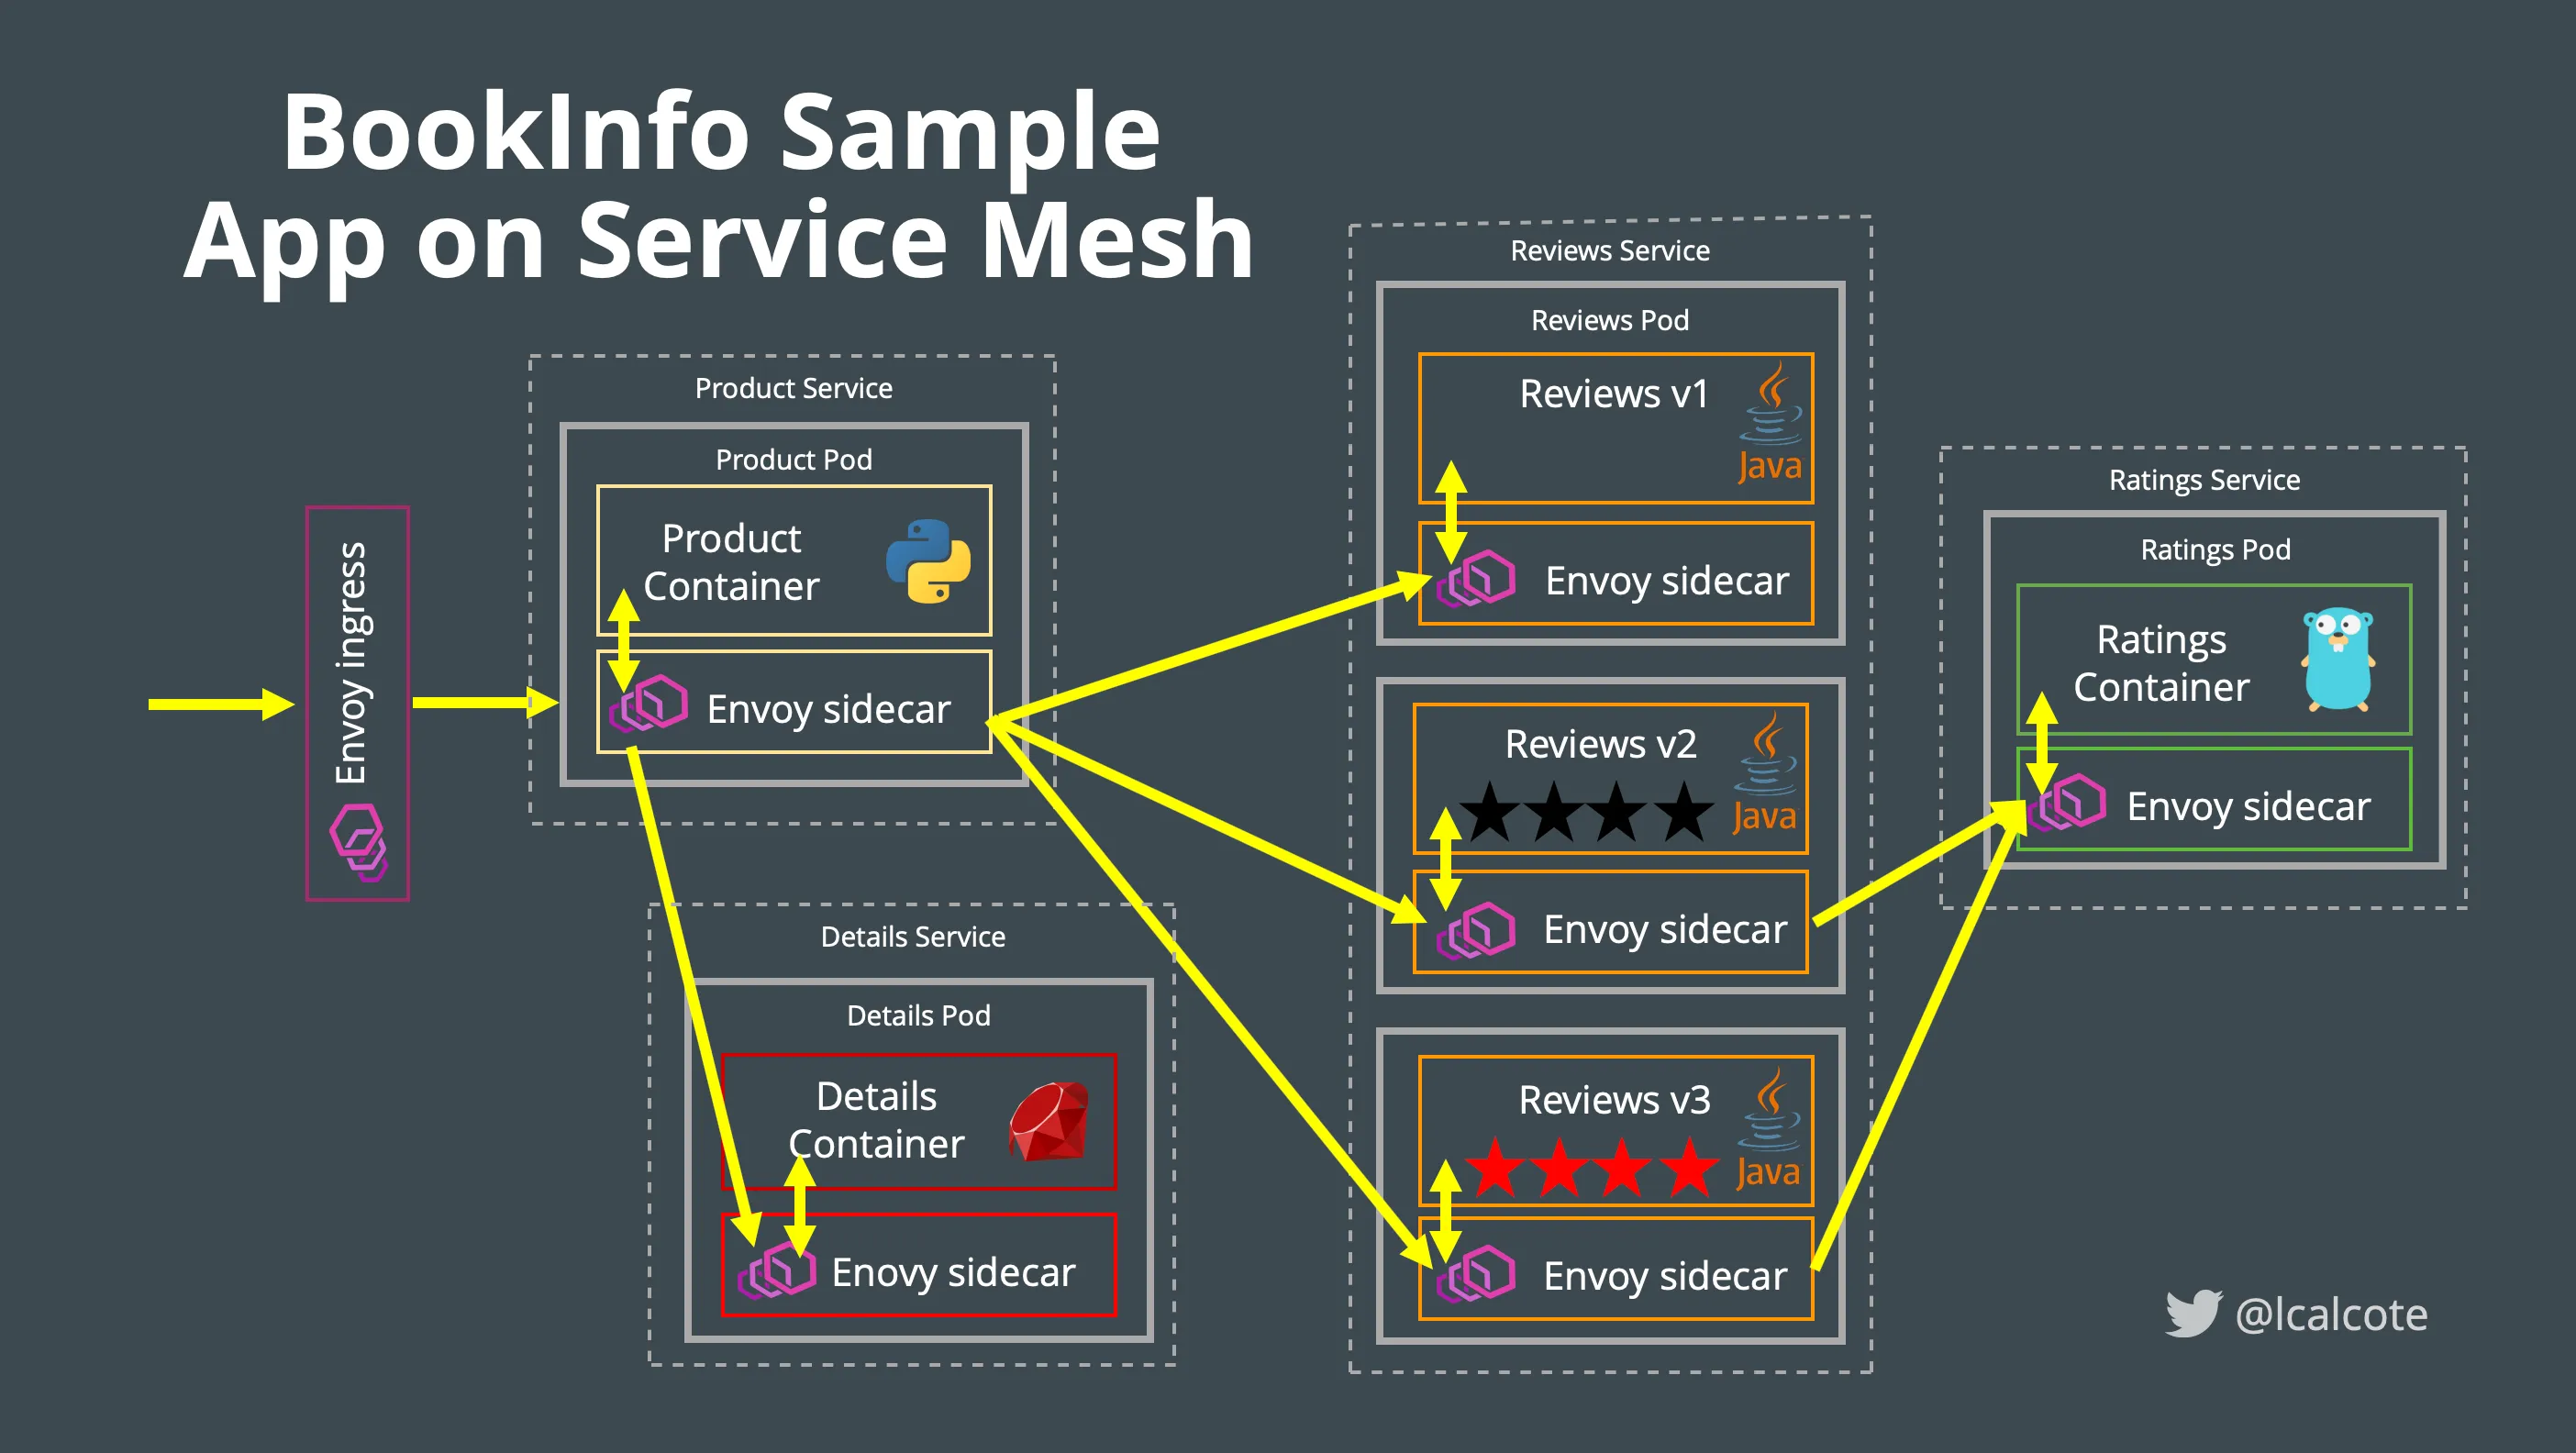 BookInfo Sample
App on Service Mesh
Envoy ingress
Product Service
Product Pod
Product
Container
Envoy sidecar
Details Service
Details Pod
Details
Container
Enovy sidecar
Reviews Service
Reviews Pod
Reviews v1
Java
Envoy sidecar
Reviews v2
Java
Envoy sidecar
Reviews v3
Java
Envoy sidecar
Ratings Service
Ratings Pod
Ratings
Container
Envoy sidecar
@lcalcote